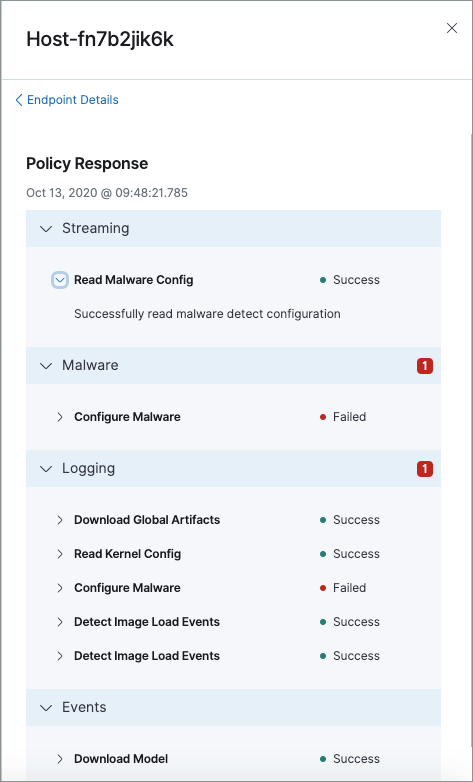 Host-fn7b2jik6k
Endpoint Details
Policy Response
Oct 13, 2020 @ 09:48:21.785
Streaming
Read Malware Config Success
Successfully read malware detect configuration
Malware 1
Configure Malware Failed
Logging 1
Download Global Artifacts Success
Read Kernel Config Success
Configure Malware Failed
Detect Image Load Events Success
Detect Image Load Events Success
Events
Download Model Success